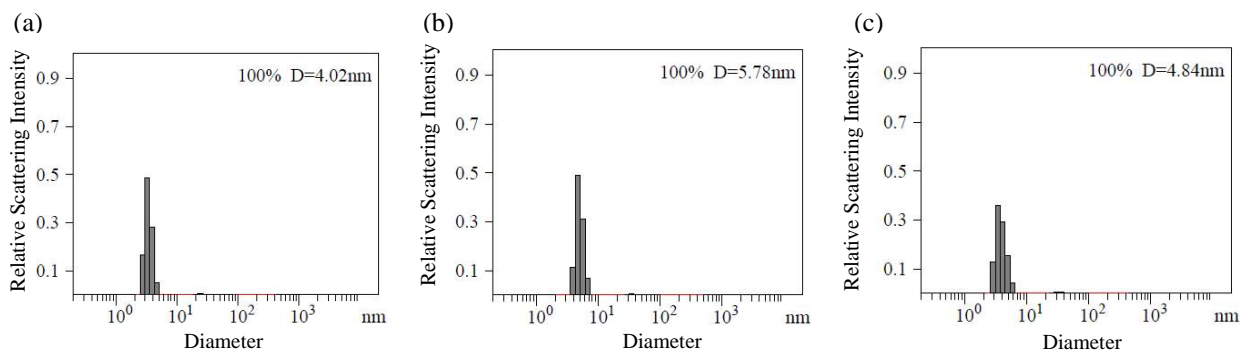 (a)
Relative Scattering Intensity
0.9
0.7
0.5
0.3
0.1
100% D=4.02nm
10⁰ 10¹ 10² 10³ nm
Diameter
(b)
Relative Scattering Intensity
0.9
0.7
0.5
0.3
0.1
100% D=5.78nm
10⁰ 10¹ 10² 10³ nm
Diameter
(c)
Relative Scattering Intensity
0.9
0.7
0.5
0.3
0.1
100% D=4.84nm
10⁰ 10¹ 10² 10³ nm
Diameter